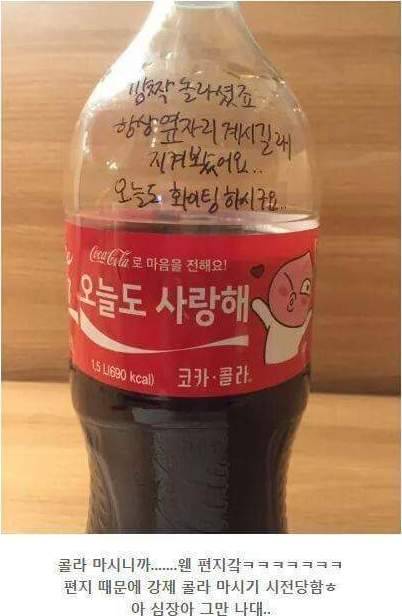 깜짝 놀라셨죠
항상 옆자리 계시길래
지켜봤어요..
오늘도 화이팅 하시구요..
Coca-Cola 로 마음을 전해요!
오늘도 사랑해
1.5 L(690 kcal) 코카·콜라
콜라 마시니까.......웬 편지각ㅋㅋㅋㅋㅋㅋㅋ
편지 때문에 강제 콜라 마시기 시전당함ㅎ
아 심장아 그만 나대..